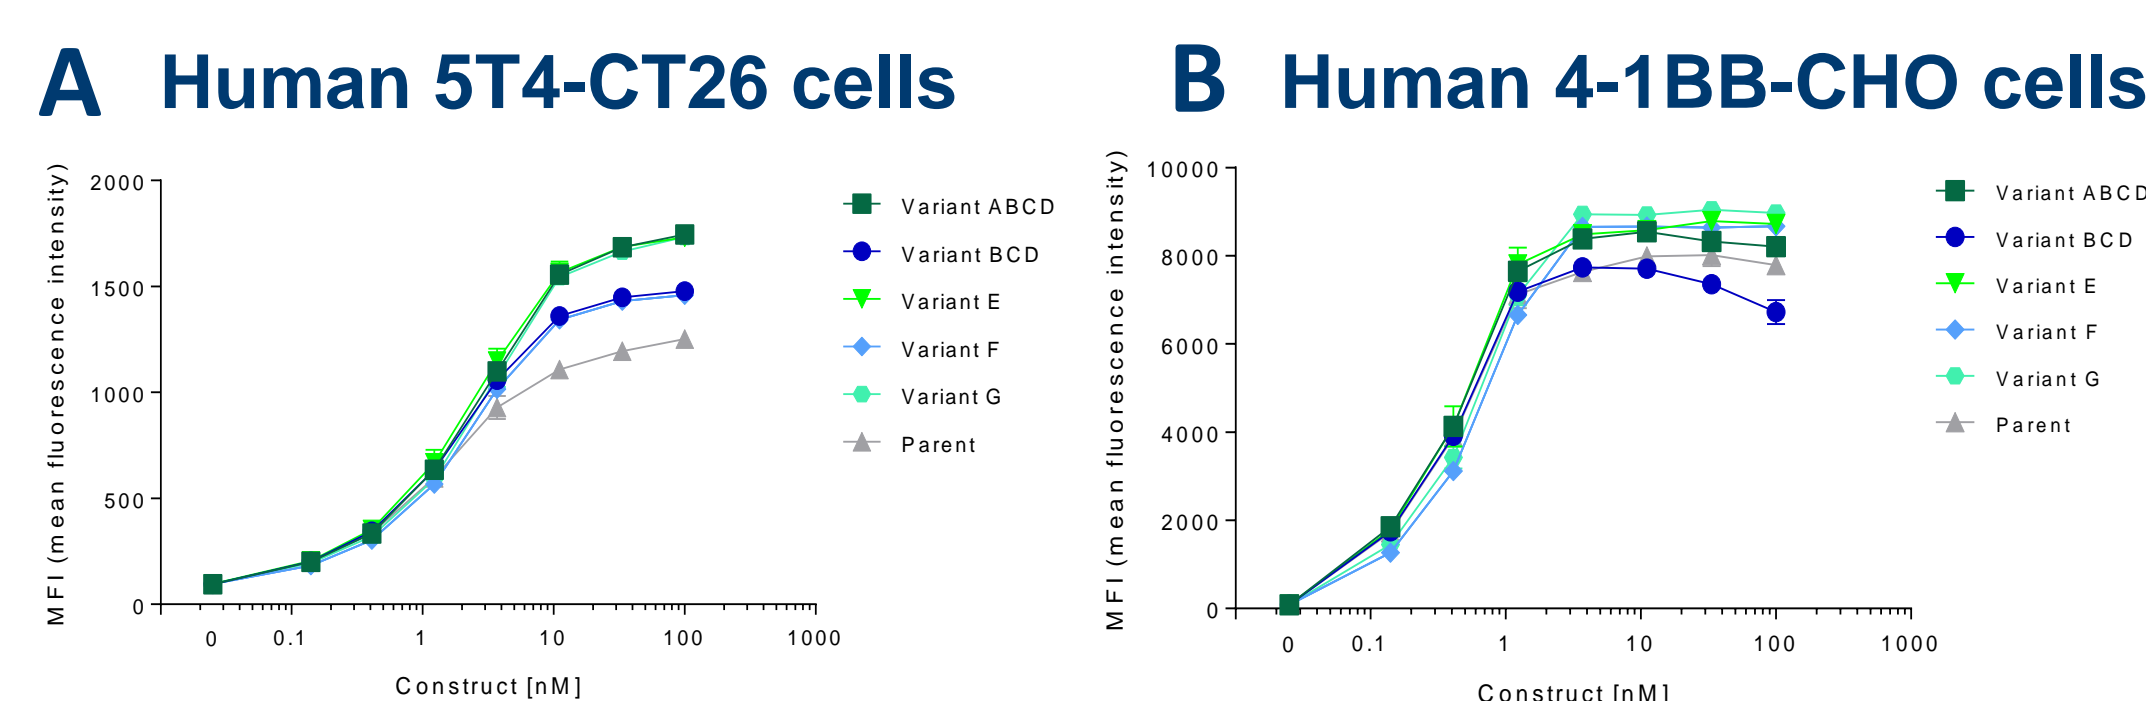 A Human 5T4-CT26 cells
MFI (mean fluorescence intensity)
2000
1500
1000
500
0
0 0.1 1 10 100 1000
Construct [nM]
Variant ABCD
Variant BCD
Variant E
Variant F
Variant G
Parent
B Human 4-1BB-CHO cells
MFI (mean fluorescence intensity)
10000
8000
6000
4000
2000
0
0 0.1 1 10 100 1000
Construct [nM]
Variant ABCD
Variant BCD
Variant E
Variant F
Variant G
Parent